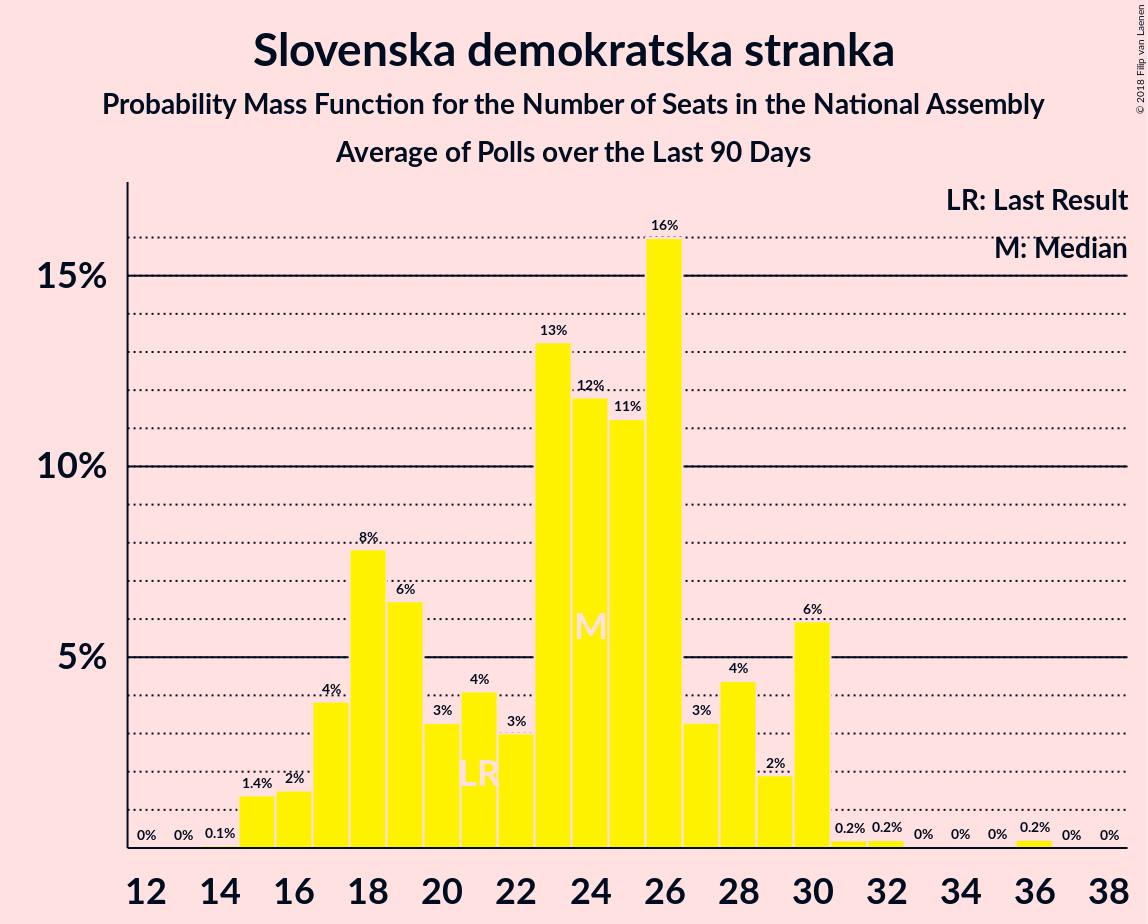 Slovenska demokratska stranka
Probability Mass Function for the Number of Seats in the National Assembly
Average of Polls over the Last 90 Days
© 2018 Filip van Laenen
LR: Last Result
M: Median
15%
10%
5%
0% 0% 0.1% 1.4% 2% 4% 8% 6% 3% 4% 3% 13% 12% 11% 16% 3% 4% 2% 6% 0.2% 0.2% 0% 0% 0% 0.2% 0% 0%
M
LR
12 14 16 18 20 22 24 26 28 30 32 34 36 38